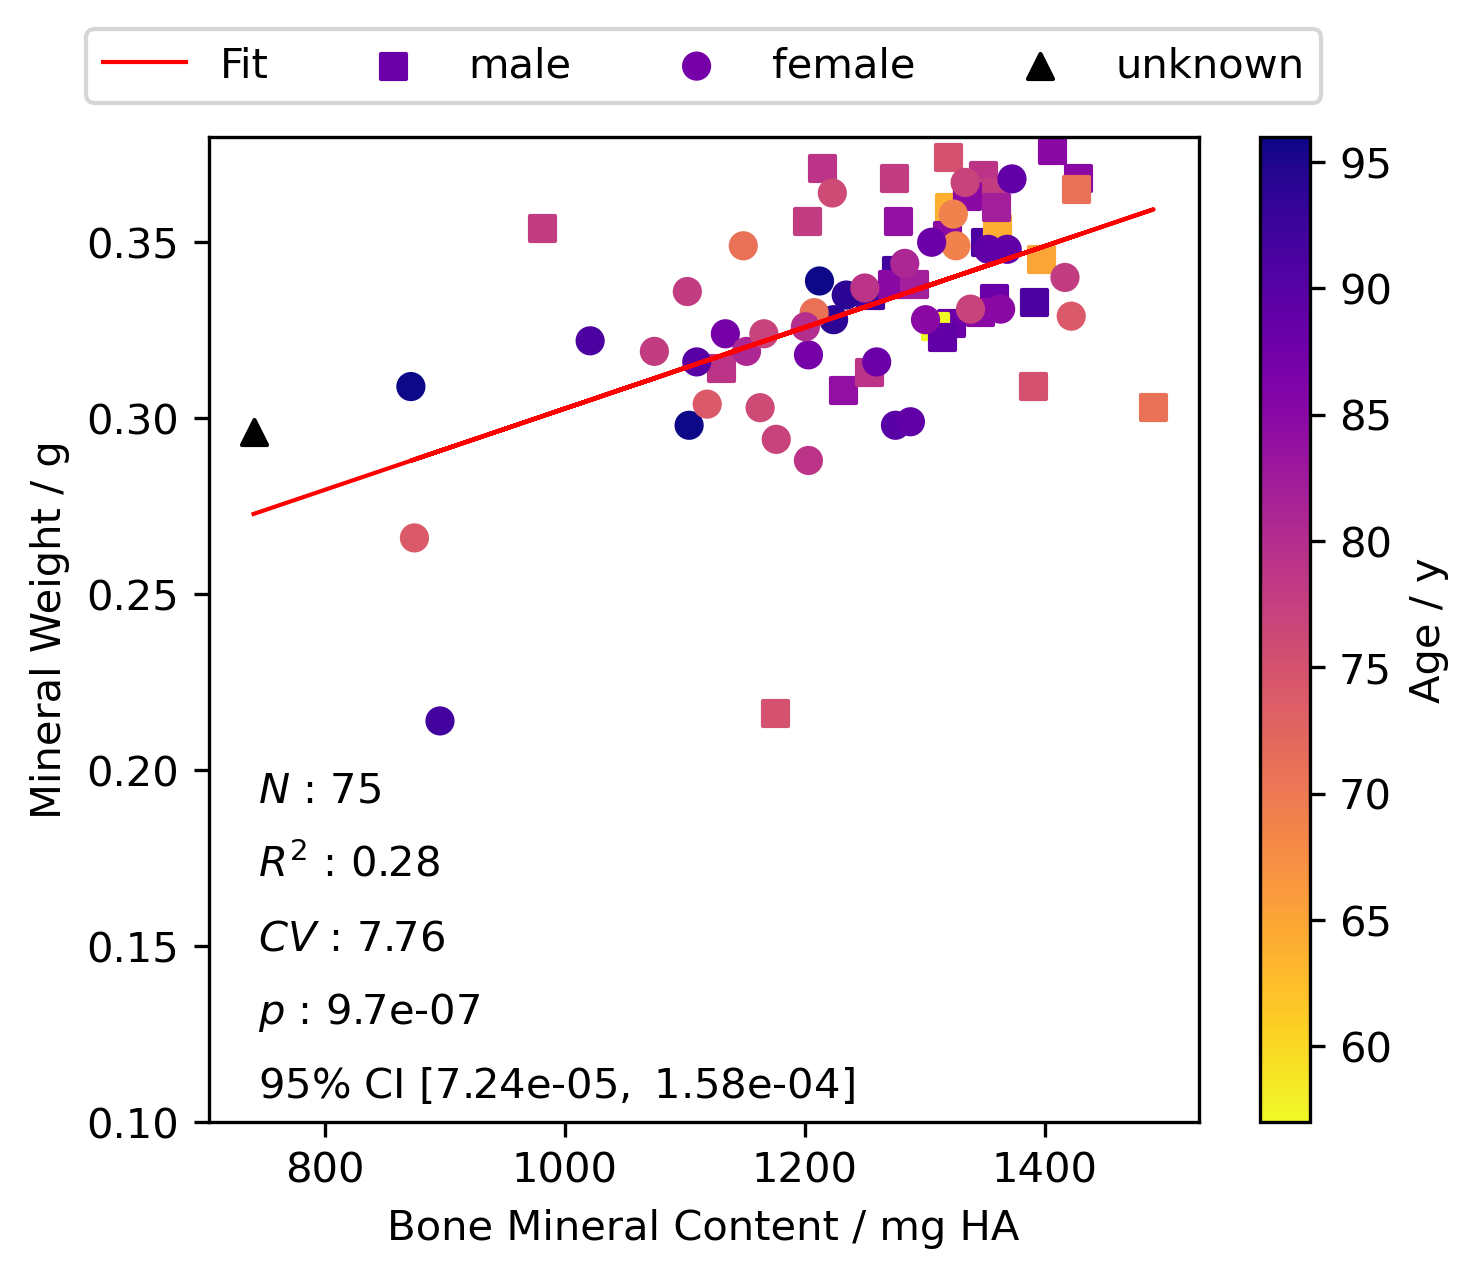 Fit male female unknown
0.35
0.30
0.25
0.20
0.15
0.10
Mineral Weight / g
N : 75
R² : 0.28
CV : 7.76
p : 9.7e-07
95% CI [7.24e-05, 1.58e-04]
800 1000 1200 1400
Bone Mineral Content / mg HA
95
90
85
80
75
70
65
60
Age / y